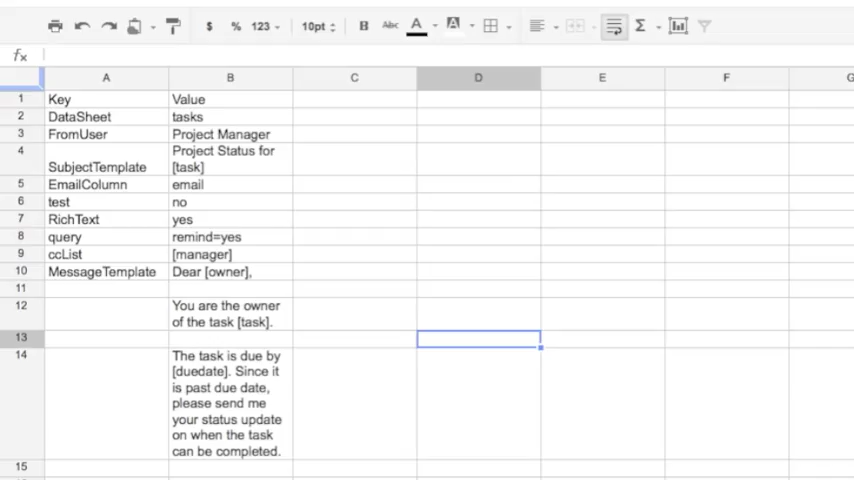 $ % 123 10pt B Abc A A Σ
fx
A B C D E F G
1 Key Value
2 DataSheet tasks
3 FromUser Project Manager
4 Project Status for
SubjectTemplate [task]
5 EmailColumn email
6 test no
7 RichText yes
8 query remind=yes
9 ccList [manager]
10 MessageTemplate Dear [owner],
11
12 You are the owner
of the task [task].
13
14 The task is due by
[duedate]. Since it
is past due date,
please send me
your status update
on when the task
can be completed.
15